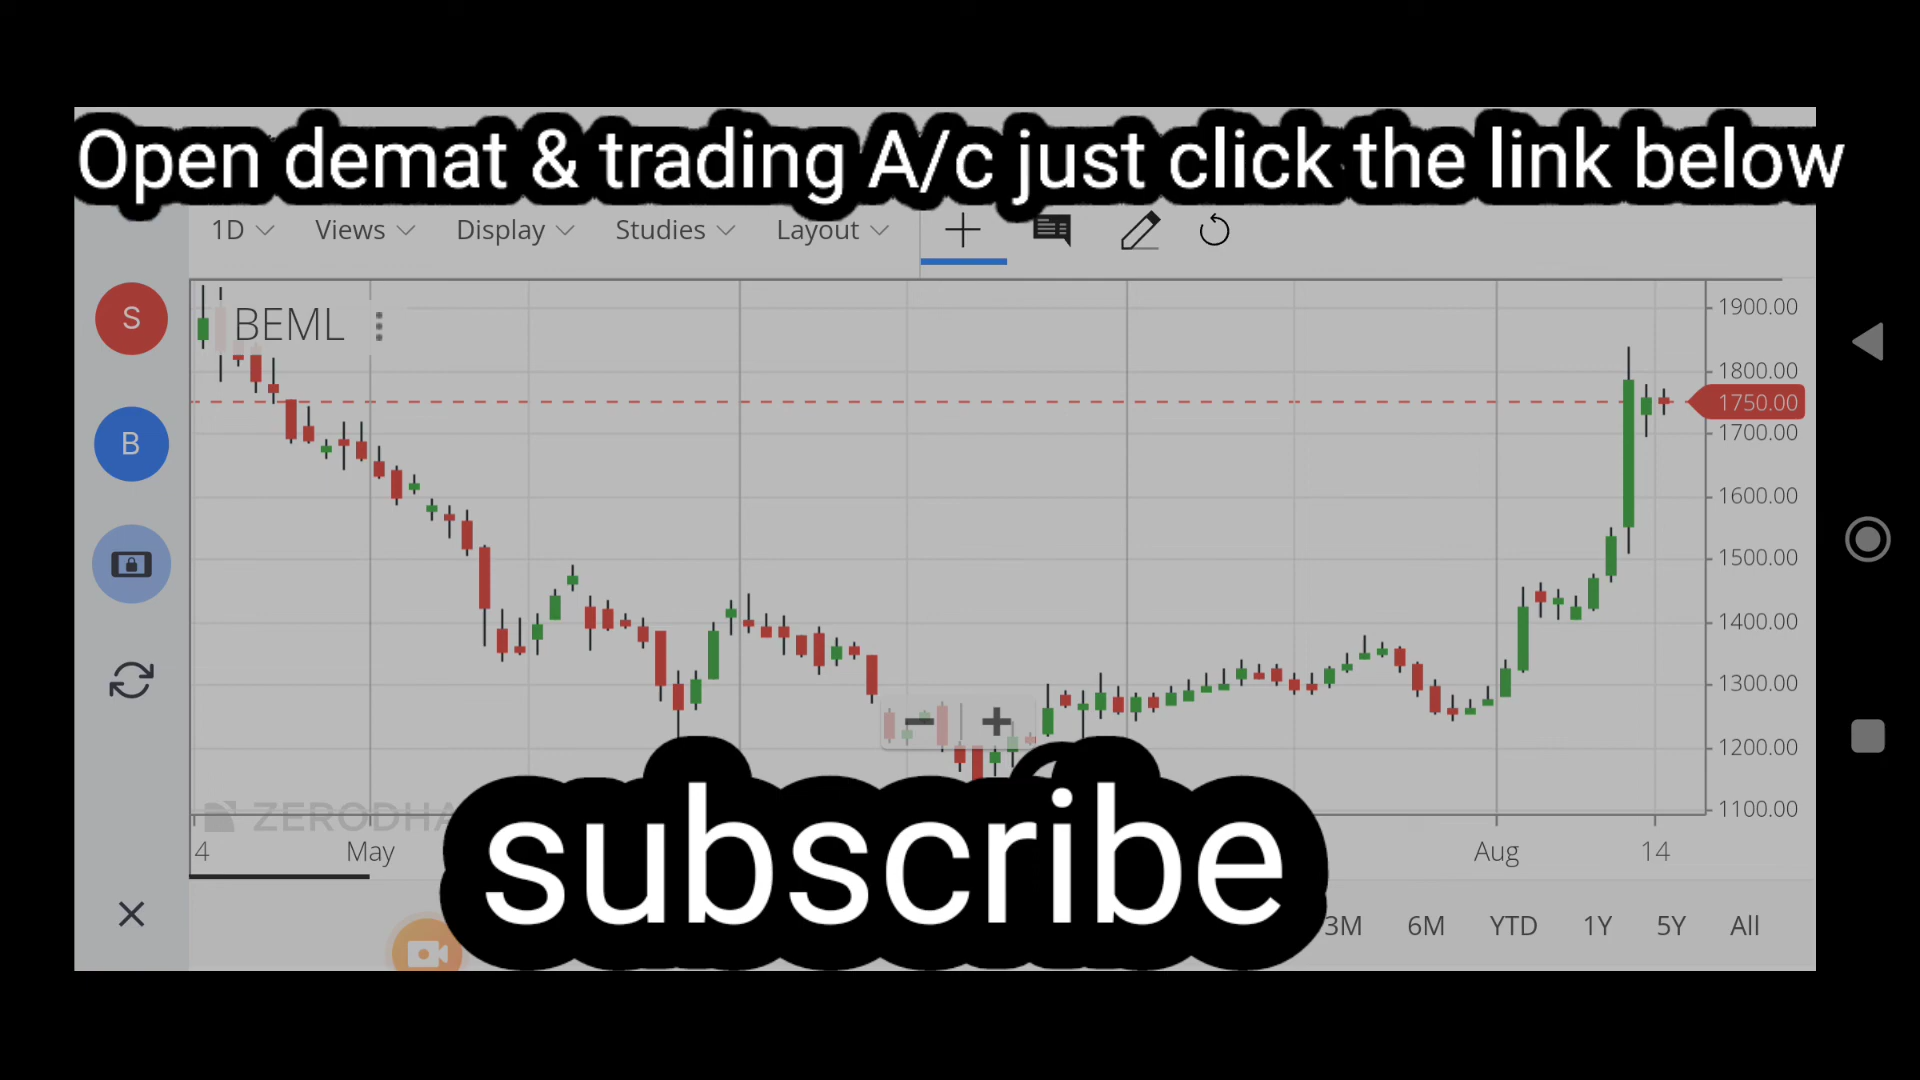 Open demat & trading A/c just click the link below
1D Views Display Studies Layout
S
BEML
1900.00
1800.00
B
1750.00
1700.00
1600.00
1500.00
1400.00
1300.00
1200.00
ZERODHA
1100.00
4 May Aug 14
subscribe
3M 6M YTD 1Y 5Y All